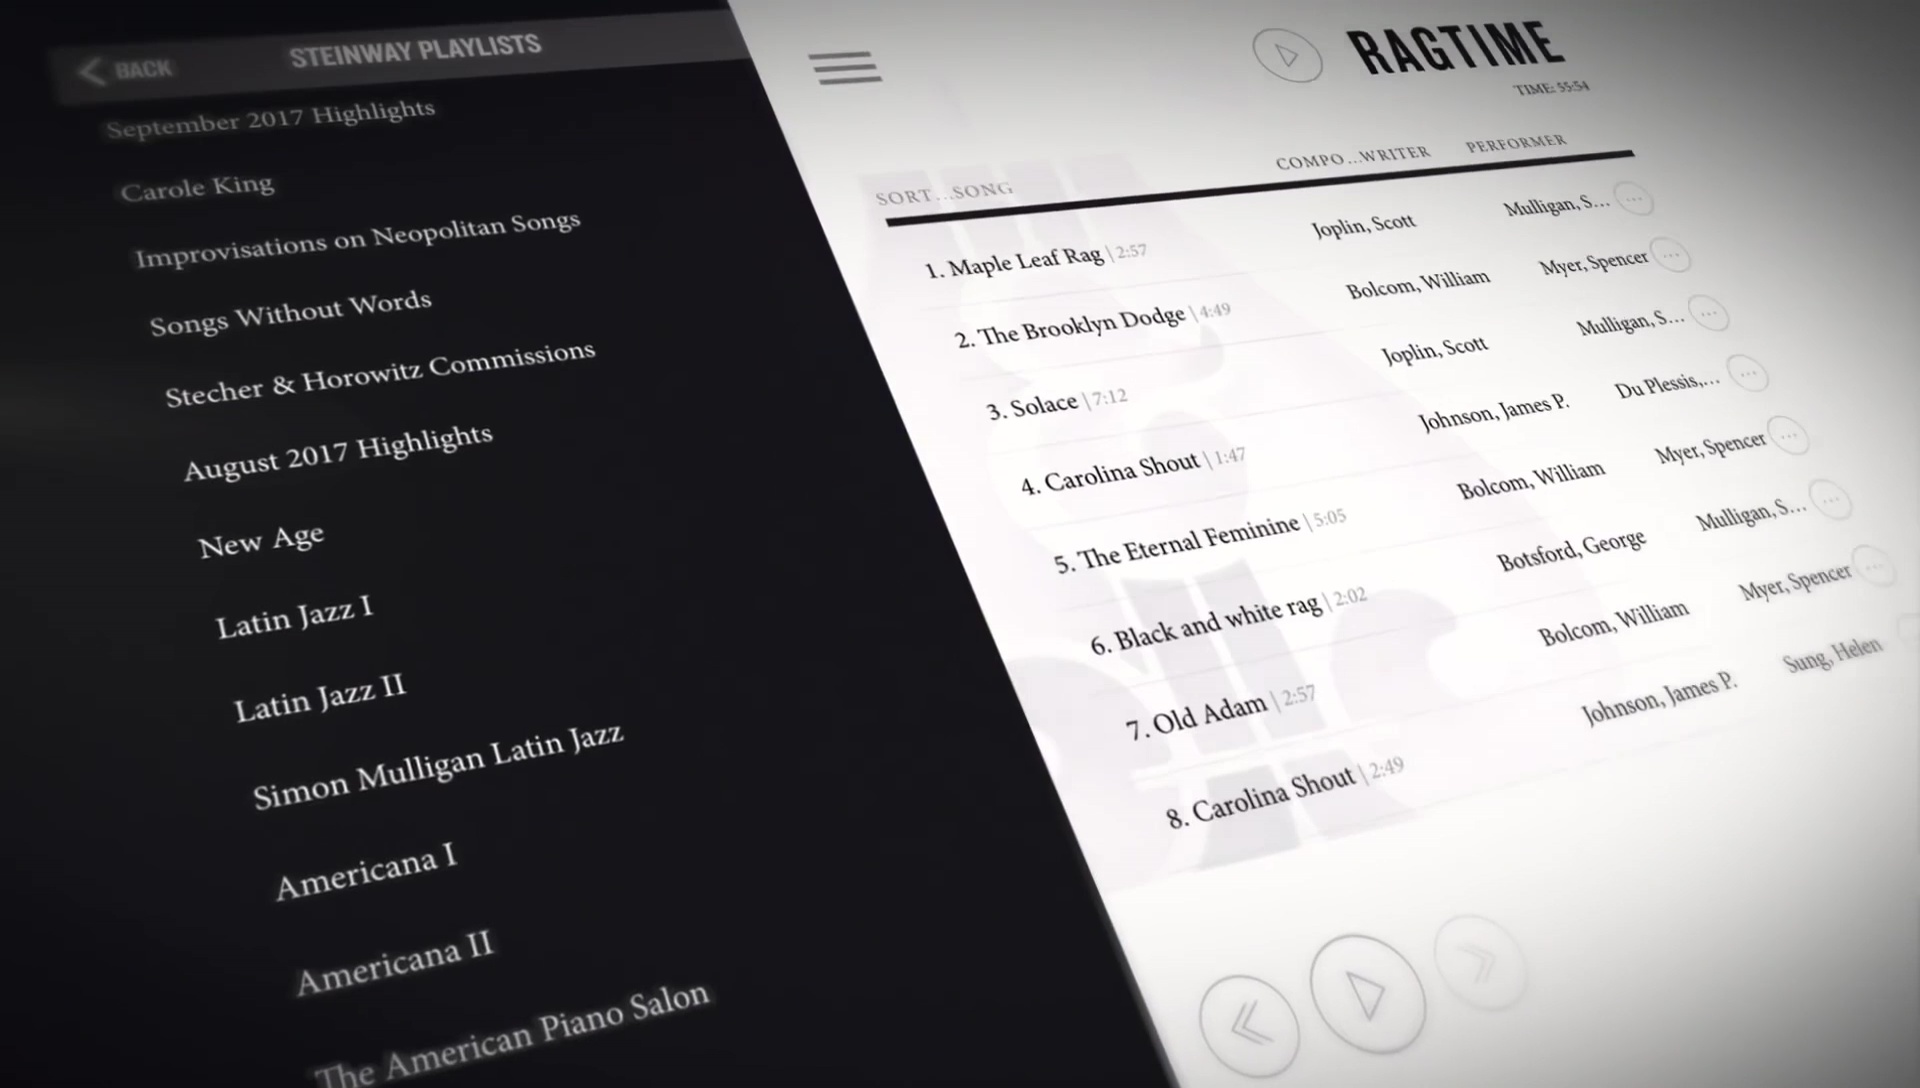 BACK
STEINWAY PLAYLISTS
September 2017 Highlights
Carole King
Improvisations on Neopolitan Songs
Songs Without Words
Stecher & Horowitz Commissions
August 2017 Highlights
New Age
Latin Jazz I
Latin Jazz II
Simon Mulligan Latin Jazz
Americana I
Americana II
The American Piano Salon
RAGTIME
TIME: 55:54
SORT...SONG COMPO...WRITER PERFORMER
1. Maple Leaf Rag | 2:57 Joplin, Scott Mulligan, S...
2. The Brooklyn Dodge | 4:49 Bolcom, William Myer, Spencer
3. Solace | 7:12 Joplin, Scott Mulligan, S...
4. Carolina Shout | 1:47 Johnson, James P. Du Plessis,...
5. The Eternal Feminine | 5:05 Bolcom, William Myer, Spencer
6. Black and white rag | 2:02 Botsford, George Mulligan, S...
7. Old Adam | 2:57 Bolcom, William Myer, Spencer
8. Carolina Shout | 2:49 Johnson, James P. Sung, Helen